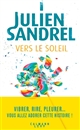 JULIEN
SANDREL
VERS LE SOLEIL
VIBRER, RIRE, PLEURER...
VOUS ALLEZ ADORER CETTE HISTOIRE !